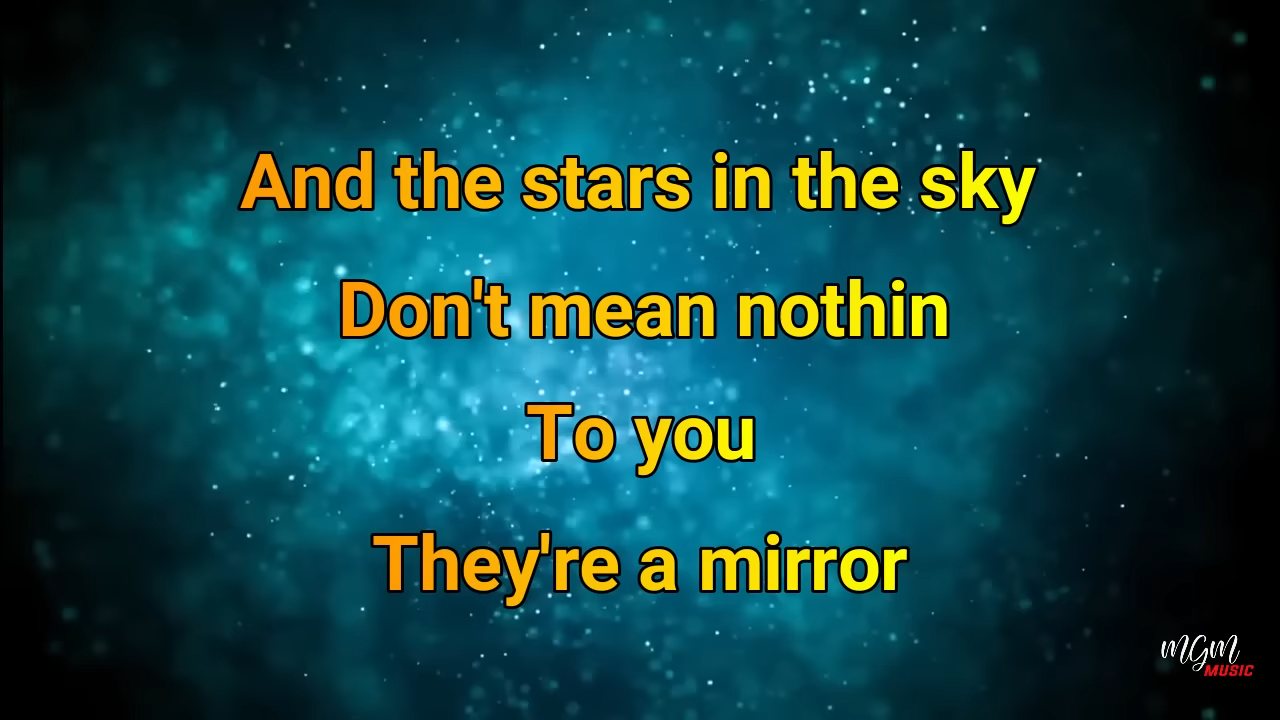 And the stars in the sky
Don't mean nothin
To you
They're a mirror
MGM
MUSIC